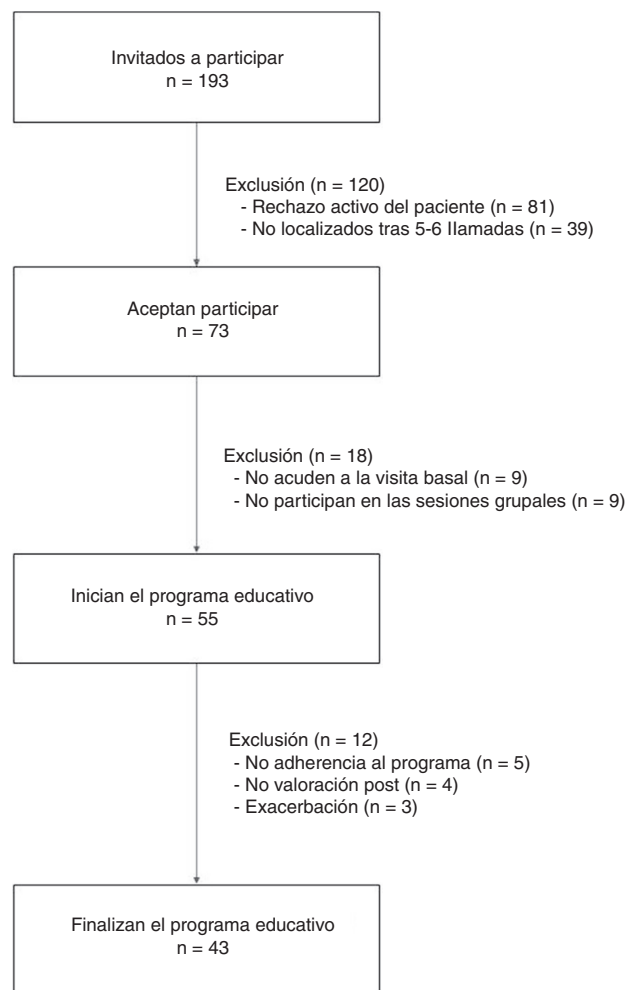 Invitados a participar
n = 193
Exclusión (n = 120)
- Rechazo activo del paciente (n = 81)
- No localizados tras 5-6 llamadas (n = 39)
Aceptan participar
n = 73
Exclusión (n = 18)
- No acuden a la visita basal (n = 9)
- No participan en las sesiones grupales (n = 9)
Inician el programa educativo
n = 55
Exclusión (n = 12)
- No adherencia al programa (n = 5)
- No valoración post (n = 4)
- Exacerbación (n = 3)
Finalizan el programa educativo
n = 43